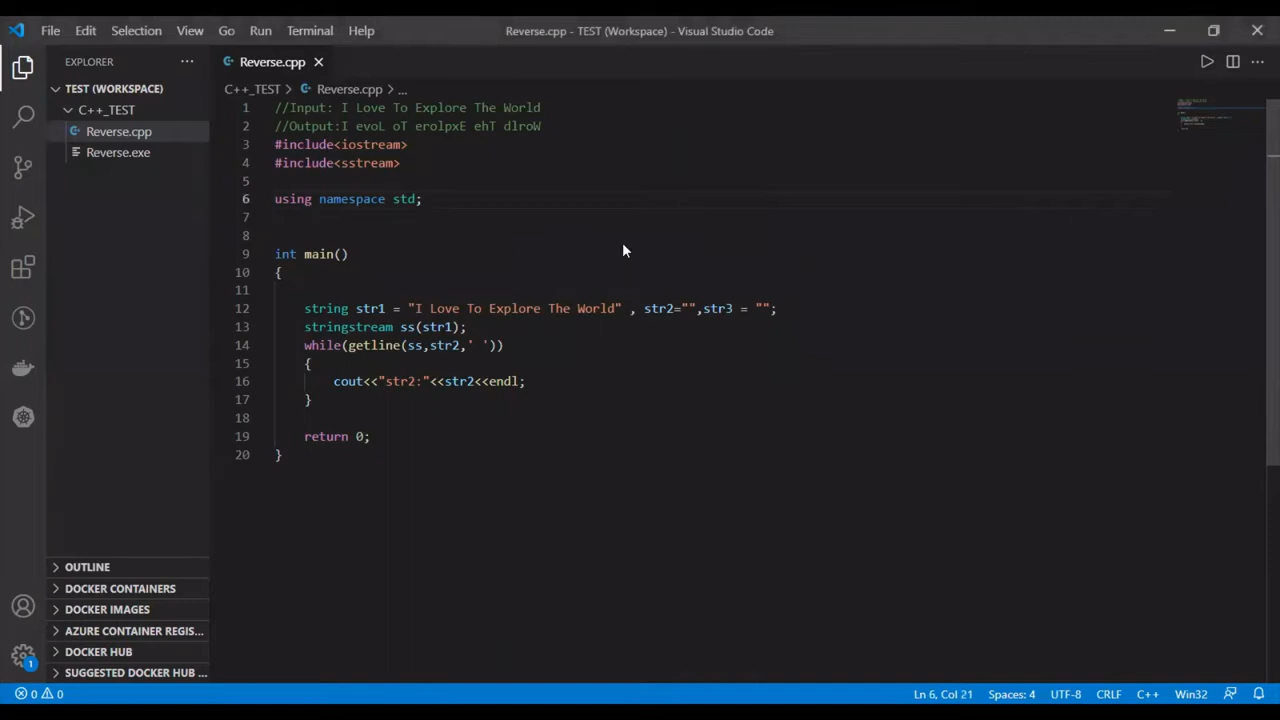 File Edit Selection View Go Run Terminal Help Reverse.cpp - TEST (Workspace) - Visual Studio Code
EXPLORER
TEST (WORKSPACE)
C++_TEST
Reverse.cpp
Reverse.exe
OUTLINE
DOCKER CONTAINERS
DOCKER IMAGES
AZURE CONTAINER REGIS...
DOCKER HUB
SUGGESTED DOCKER HUB ...
1
Reverse.cpp
C++_TEST > Reverse.cpp > ...
1 //Input: I Love To Explore The World
2 //Output:I evoL oT erolpxE ehT dlroW
3 #include<iostream>
4 #include<sstream>
5
6 using namespace std;
7
8
9 int main()
10 {
11
12 string str1 = "I Love To Explore The World" , str2="",str3 = "";
13 stringstream ss(str1);
14 while(getline(ss,str2,' '))
15 {
16 cout<<"str2:"<<str2<<endl;
17 }
18
19 return 0;
20 }
0 0 Ln 6, Col 21 Spaces: 4 UTF-8 CRLF C++ Win32